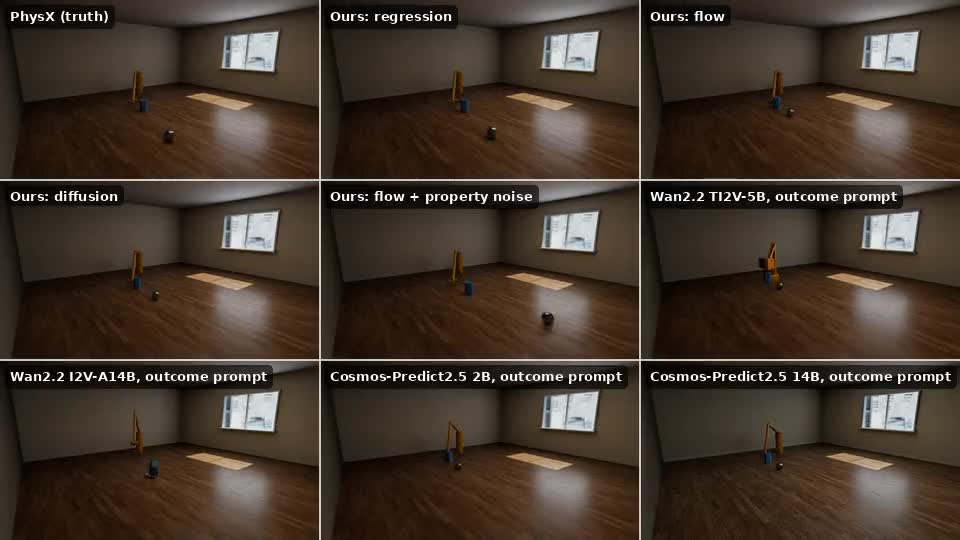 PhysX (truth)
Ours: regression
Ours: flow
Ours: diffusion
Ours: flow + property noise
Wan2.2 TI2V-5B, outcome prompt
Wan2.2 I2V-A14B, outcome prompt
Cosmos-Predict2.5 2B, outcome prompt
Cosmos-Predict2.5 14B, outcome prompt